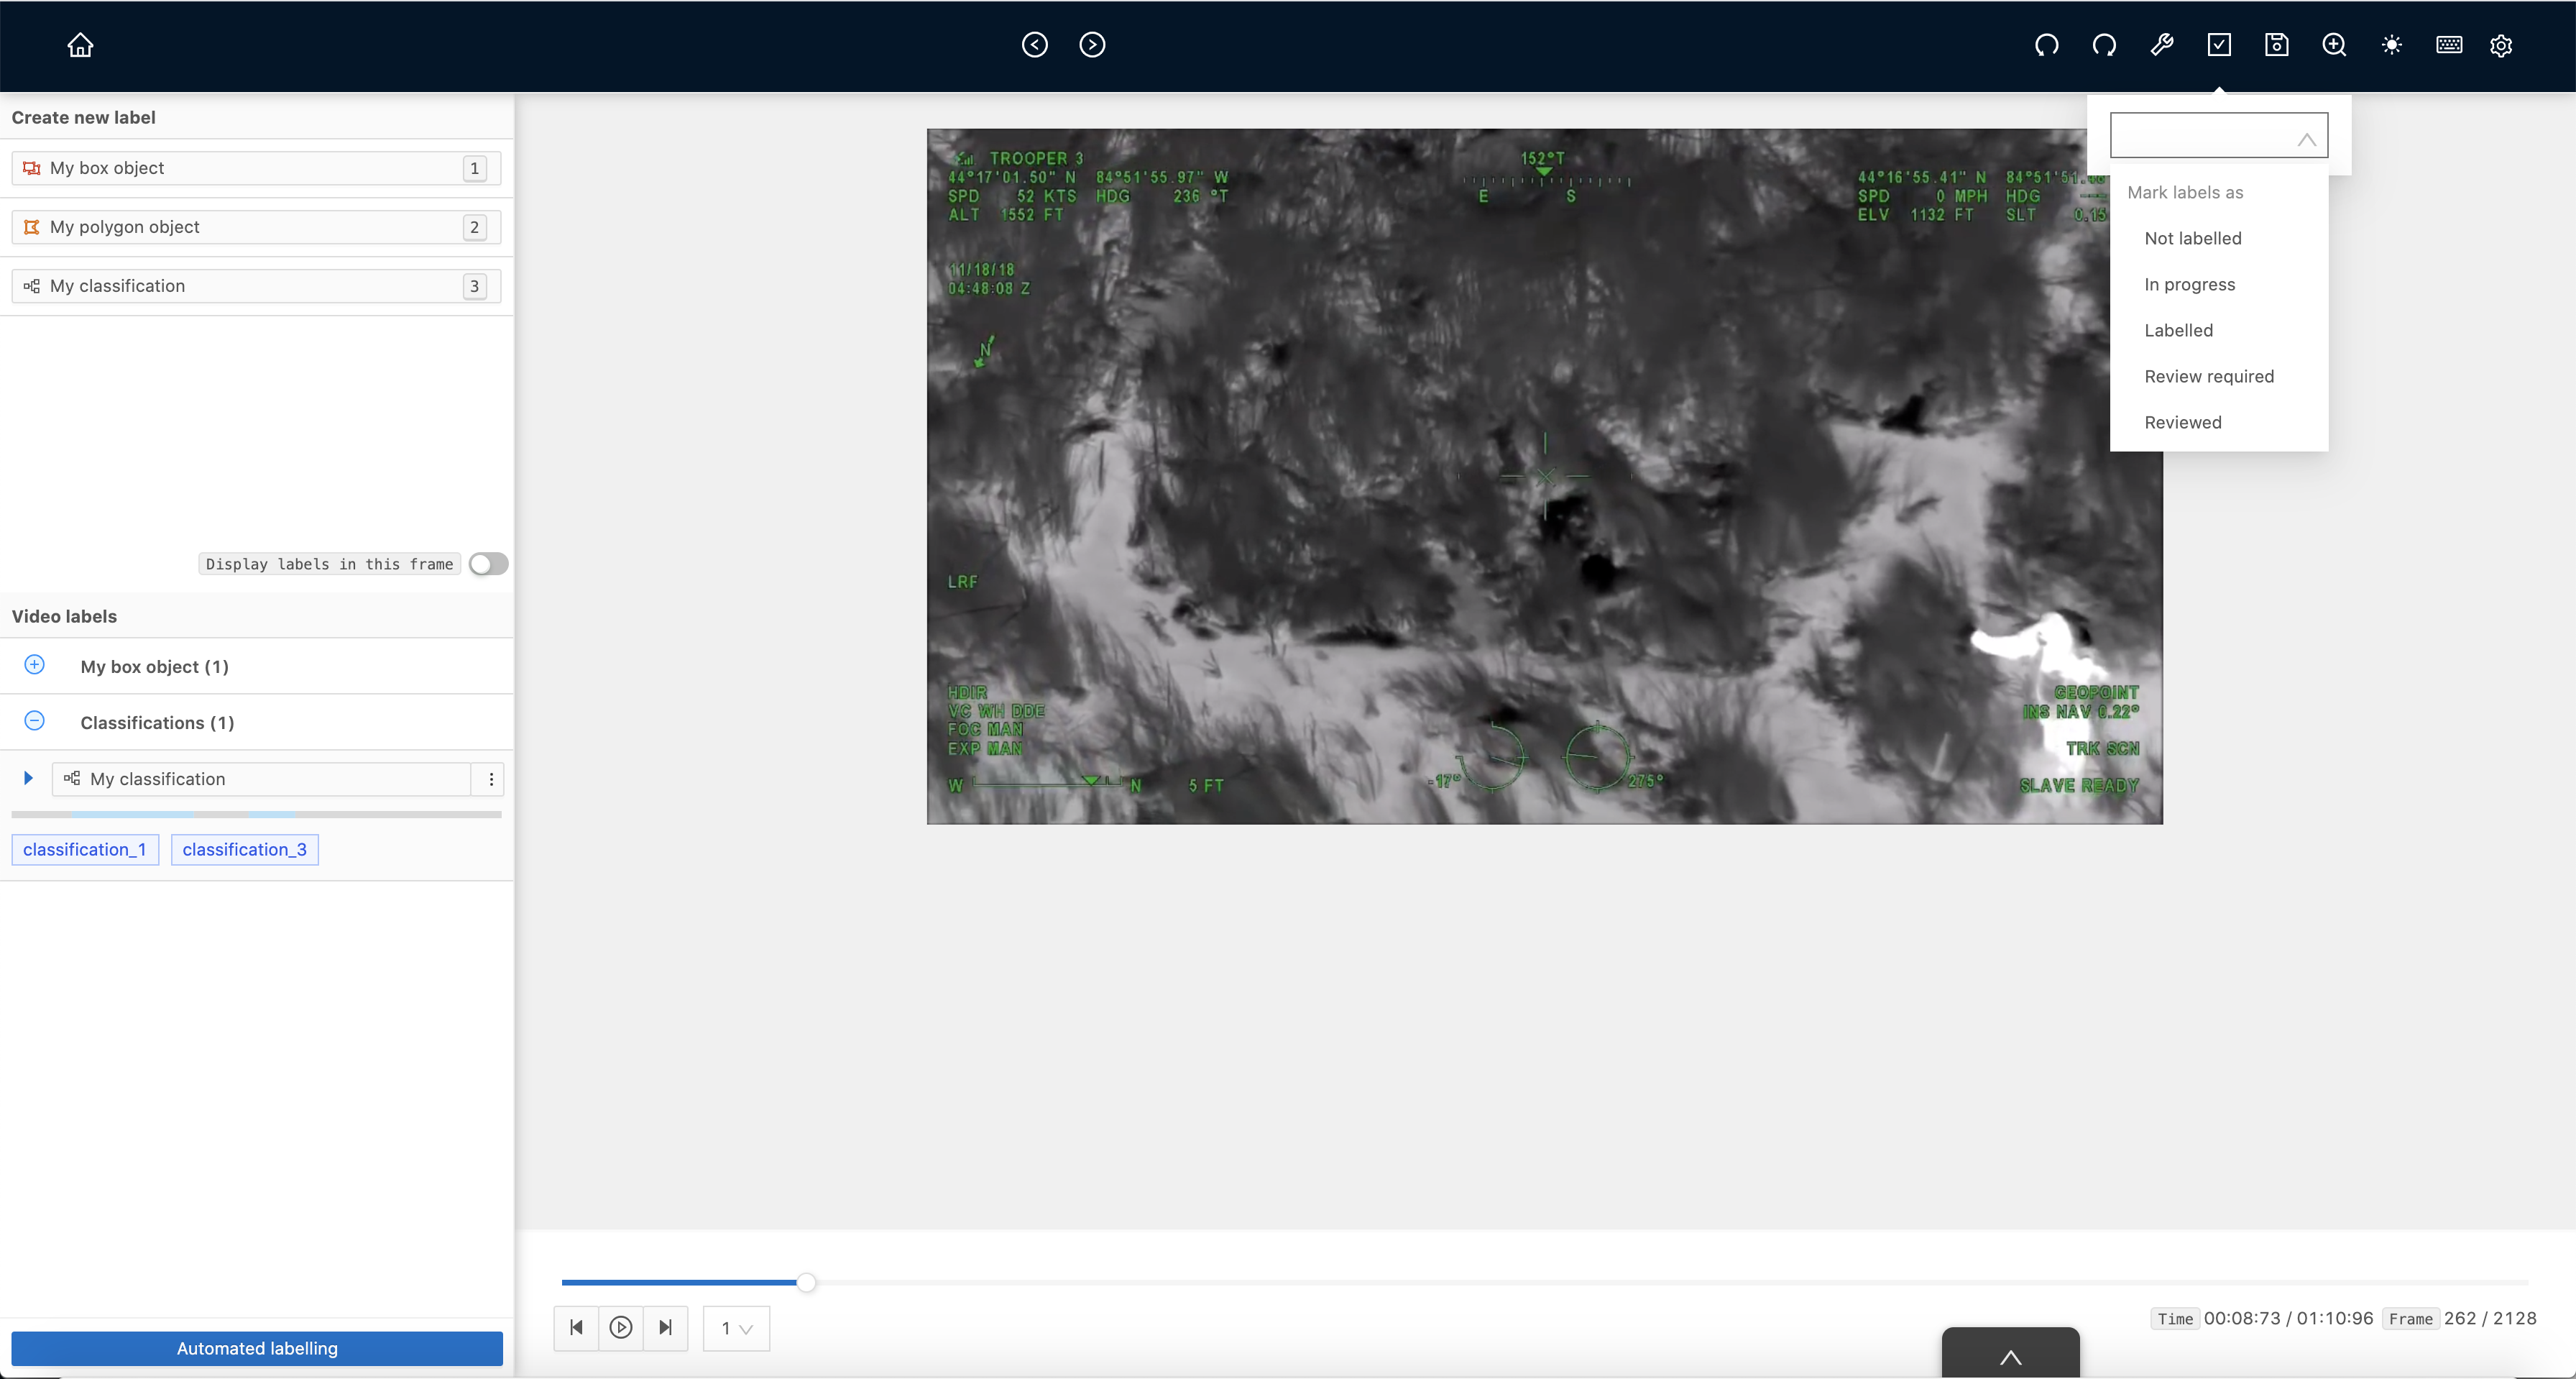 Create new label
My box object 1
My polygon object 2
My classification 3
Display labels in this frame
Video labels
My box object (1)
Classifications (1)
My classification
classification_1 classification_3
Automated labelling
TROOPER 3
44°17'01.50" N 84°51'55.97" W
SPD 52 KTS HDG 236 °T
ALT 1552 FT
11/18/18
04:48:08 Z
N
LRF
HDIR
VC WH DDE
FOC MAN
EXP MAN
W N 5 FT
152°T
E S
-17° 275°
44°16'55.41" N 84°51'51
SPD 0 MPH HDG ---
ELV 1132 FT SLT 0.15
GEOPOINT
INS NAV 0.22°
TRK SCN
SLAVE READY
Mark labels as
Not labelled
In progress
Labelled
Review required
Reviewed
1
Time 00:08:73 / 01:10:96 Frame 262 / 2128